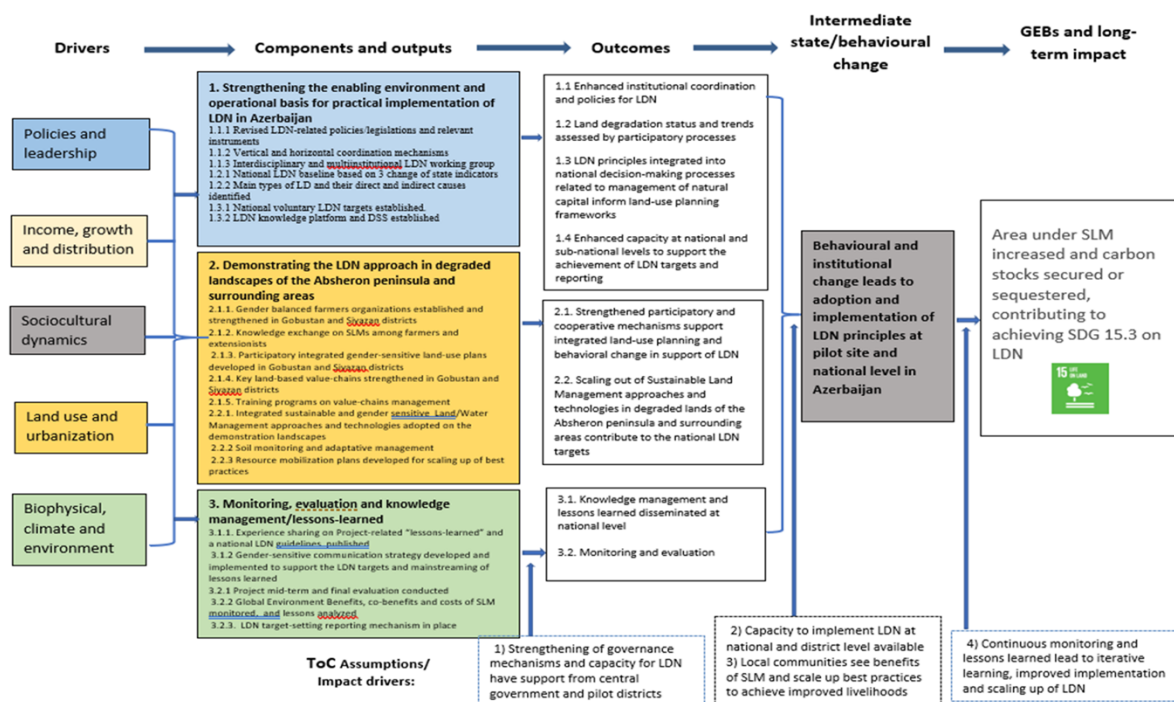 Drivers
Components and outputs
Outcomes
Intermediate
state/behavioural
change
GEBs and long-
term impact
Policies and
leadership
Income, growth
and distribution
Sociocultural
dynamics
Land use and
urbanization
Biophysical,
climate and
environment
1. Strengthening the enabling environment and
operational basis for practical implementation of
LDN in Azerbaijan
1.1.1 Revised LDN-related policies/legislations and relevant
instruments
1.1.2 Vertical and horizontal coordination mechanisms
1.1.3 Interdisciplinary and multiinstitutional LDN working group
1.2.1 National LDN baseline based on 3 change of state indicators
1.2.2 Main types of LD and their direct and indirect causes
identified
1.3.1 National voluntary LDN targets established.
1.3.2 LDN knowledge platform and DSS established
2. Demonstrating the LDN approach in degraded
landscapes of the Absheron peninsula and
surrounding areas
2.1.1. Gender balanced farmers organizations established and
strengthened in Gobustan and Siyazan districts
2.1.2. Knowledge exchange on SLMs among farmers and
extensionists
2.1.3. Participatory integrated gender-sensitive land-use plans
developed in Gobustan and Siyazan districts
2.1.4. Key land-based value-chains strengthened in Gobustan and
Siyazan districts
2.1.5. Training programs on value-chains management
2.2.1. Integrated sustainable and gender sensitive Land/Water
Management approaches and technologies adopted on the
demonstration landscapes
2.2.2 Soil monitoring and adaptative management
2.2.3 Resource mobilization plans developed for scaling up of best
practices
3. Monitoring, evaluation and knowledge
management/lessons-learned
3.1.1. Experience sharing on Project-related "lessons-learned" and
a national LDN guidelines published
3.1.2 Gender-sensitive communication strategy developed and
implemented to support the LDN targets and mainstreaming of
lessons learned
3.2.1 Project mid-term and final evaluation conducted
3.2.2 Global Environment Benefits, co-benefits and costs of SLM
monitored, and lessons analyzed
3.2.3. LDN target-setting reporting mechanism in place
1.1 Enhanced institutional coordination
and policies for LDN
1.2 Land degradation status and trends
assessed by participatory processes
1.3 LDN principles integrated into
national decision-making processes
related to management of natural
capital inform land-use planning
frameworks
1.4 Enhanced capacity at national and
sub-national levels to support the
achievement of LDN targets and
reporting
2.1. Strengthened participatory and
cooperative mechanisms support
integrated land-use planning and
behavioral change in support of LDN
2.2. Scaling out of Sustainable Land
Management approaches and
technologies in degraded lands of the
Absheron peninsula and surrounding
areas contribute to the national LDN
targets
3.1. Knowledge management and
lessons learned disseminated at
national level
3.2. Monitoring and evaluation
Behavioural and
institutional
change leads to
adoption and
implementation of
LDN principles at
pilot site and
national level in
Azerbaijan
Area under SLM
increased and carbon
stocks secured or
sequestered,
contributing to
achieving SDG 15.3 on
LDN
15 LIFE
ON LAND
ToC Assumptions/
Impact drivers:
1) Strengthening of governance
mechanisms and capacity for LDN
have support from central
government and pilot districts
2) Capacity to implement LDN at
national and district level available
3) Local communities see benefits
of SLM and scale up best practices
to achieve improved livelihoods
4) Continuous monitoring and
lessons learned lead to iterative
learning, improved implementation
and scaling up of LDN